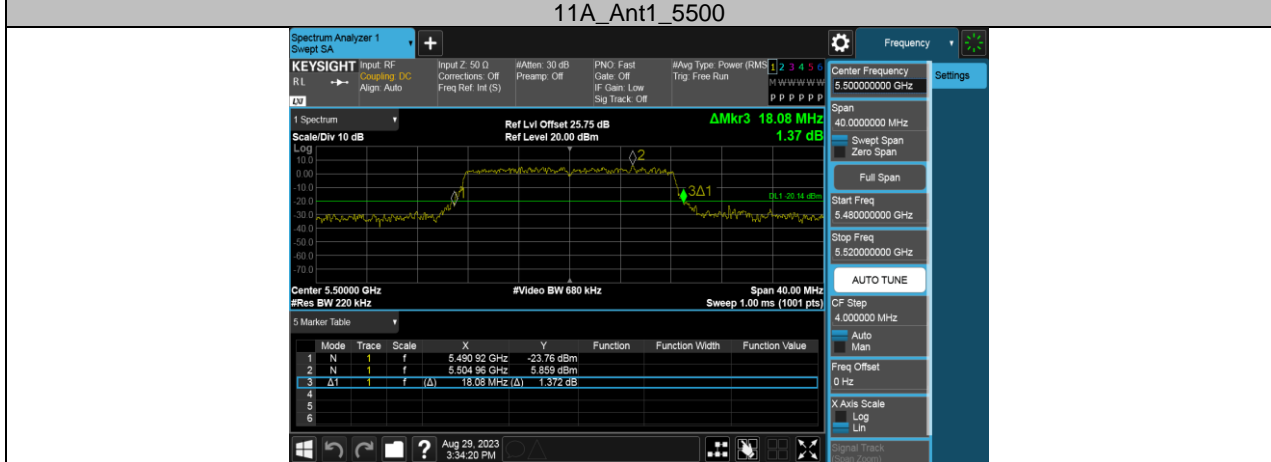 11A_Ant1_5500
Spectrum Analyzer 1
Swept SA
Frequency
KEYSIGHT
RL
LXI
Input: RF
Coupling: DC
Align: Auto
Input Z: 50 Ω
Corrections: Off
Freq Ref: Int (S)
#Atten: 30 dB
Preamp: Off
PNO: Fast
Gate: Off
IF Gain: Low
Sig Track: Off
#Avg Type: Power (RMS
Trig: Free Run
1 2 3 4 5 6
M W W W W W
P P P P P P
Center Frequency
5.500000000 GHz
Settings
Span
40.0000000 MHz
Swept Span
Zero Span
Full Span
Start Freq
5.480000000 GHz
Stop Freq
5.520000000 GHz
AUTO TUNE
CF Step
4.000000 MHz
Auto
Man
Freq Offset
0 Hz
X Axis Scale
Log
Lin
Signal Track
(Span Zoom)
1 Spectrum
Scale/Div 10 dB
Ref Lvl Offset 25.75 dB
Ref Level 20.00 dBm
ΔMkr3 18.08 MHz
1.37 dB
Log
10.0
0.00
-10.0
-20.0
-30.0
-40.0
-50.0
-60.0
-70.0
1
2
3Δ1
DL1 -20.14 dBm
Center 5.50000 GHz
#Video BW 680 kHz
Span 40.00 MHz
#Res BW 220 kHz
Sweep 1.00 ms (1001 pts)
5 Marker Table
Mode Trace Scale X Y Function Function Width Function Value
1 N 1 f 5.490 92 GHz -23.76 dBm
2 N 1 f 5.504 96 GHz 5.859 dBm
3 Δ1 1 f (Δ) 18.08 MHz (Δ) 1.372 dB
4
5
6
?
Aug 29, 2023
3:34:20 PM